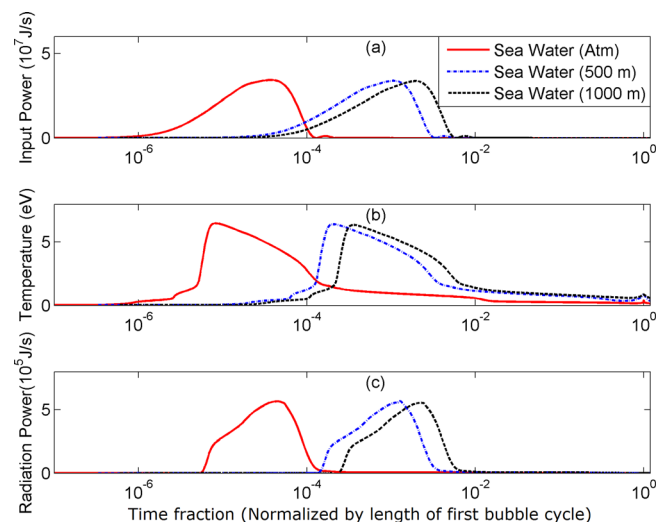 (a)
Sea Water (Atm)
Sea Water (500 m)
Sea Water (1000 m)
Input Power (10⁷J/s)
5
0
10⁻⁶
10⁻⁴
10⁻²
10⁰
(b)
Temperature (eV)
5
0
10⁻⁶
10⁻⁴
10⁻²
10⁰
(c)
Radiation Power(10⁵J/s)
5
0
10⁻⁶
10⁻⁴
10⁻²
10⁰
Time fraction (Normalized by length of first bubble cycle)